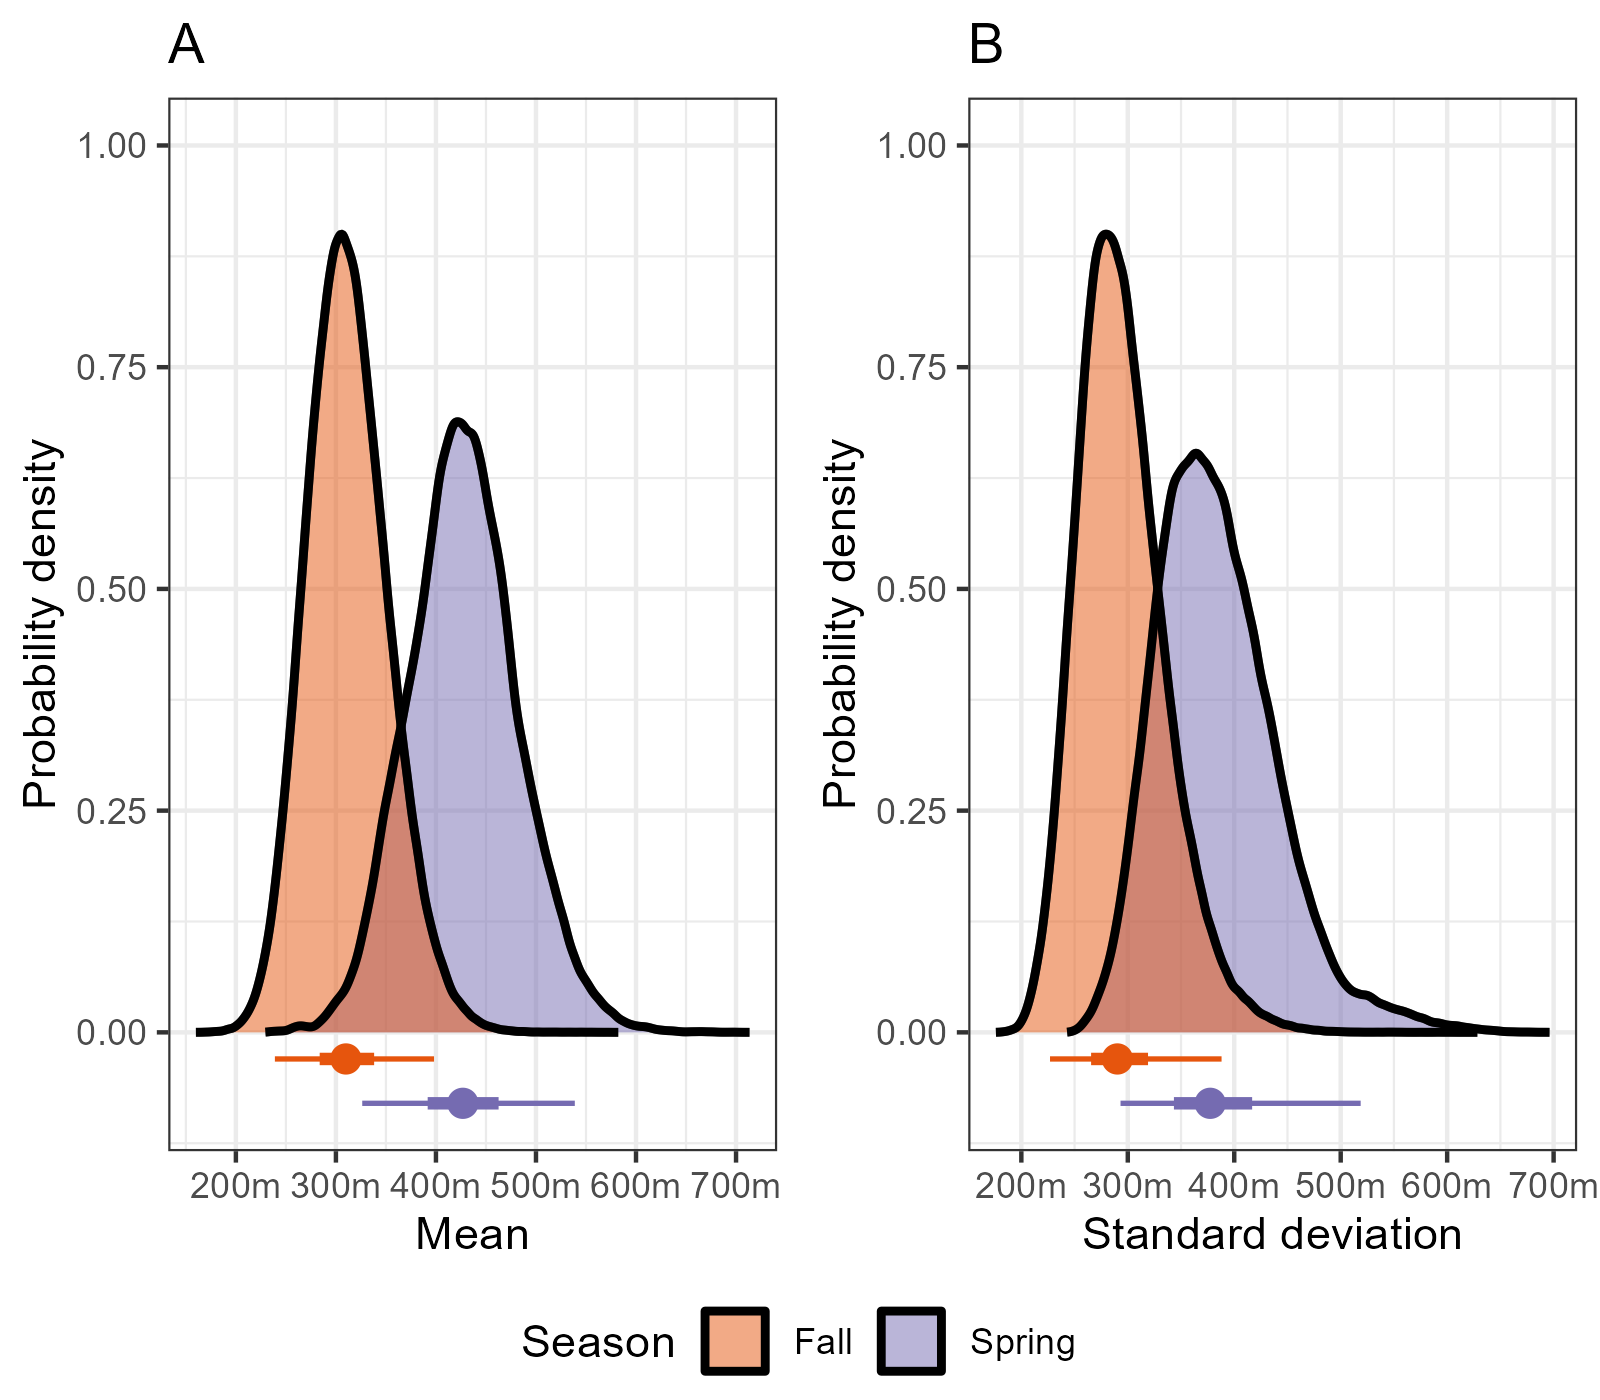 A
B
Probability density
1.00
0.75
0.50
0.25
0.00
200m 300m 400m 500m 600m 700m
Mean
Probability density
1.00
0.75
0.50
0.25
0.00
200m 300m 400m 500m 600m 700m
Standard deviation
Season Fall Spring